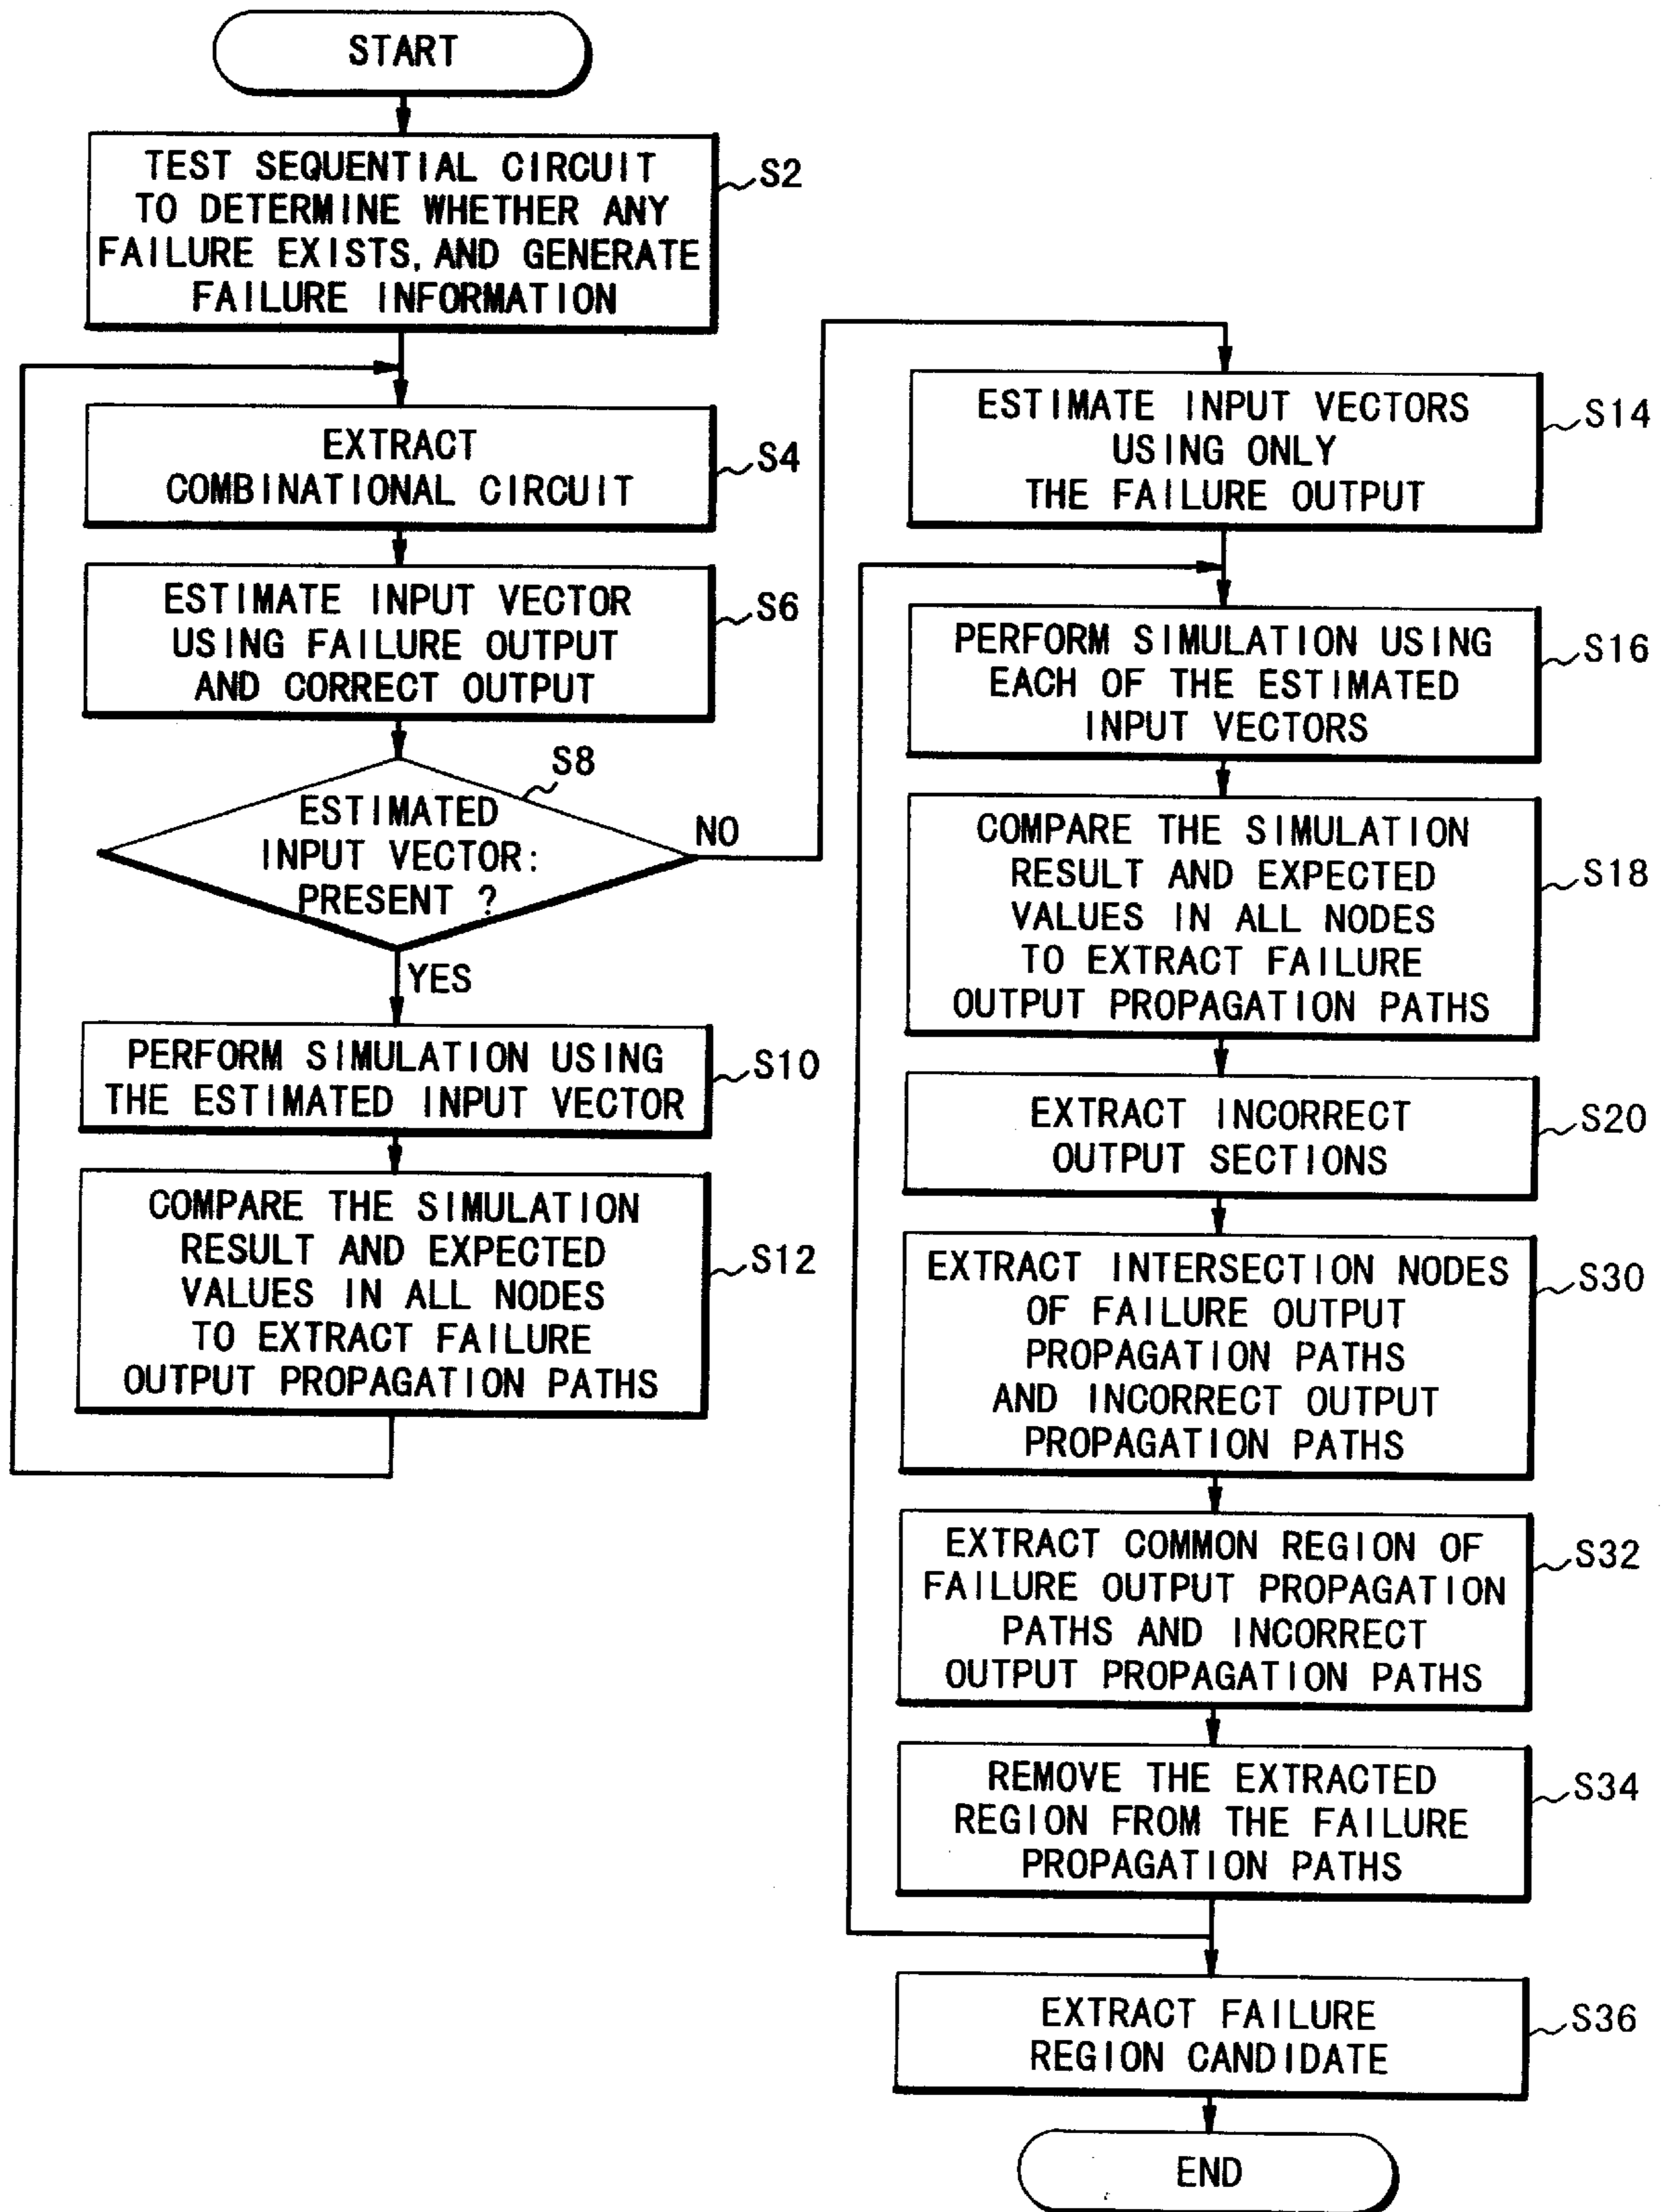 START
TEST SEQUENTIAL CIRCUIT
TO DETERMINE WHETHER ANY
FAILURE EXISTS, AND GENERATE
FAILURE INFORMATION
S2
EXTRACT
COMBINATIONAL CIRCUIT
S4
ESTIMATE INPUT VECTOR
USING FAILURE OUTPUT
AND CORRECT OUTPUT
S6
S8
ESTIMATED
INPUT VECTOR:
PRESENT ?
NO
YES
PERFORM SIMULATION USING
THE ESTIMATED INPUT VECTOR
S10
COMPARE THE SIMULATION
RESULT AND EXPECTED
VALUES IN ALL NODES
TO EXTRACT FAILURE
OUTPUT PROPAGATION PATHS
S12
ESTIMATE INPUT VECTORS
USING ONLY
THE FAILURE OUTPUT
S14
PERFORM SIMULATION USING
EACH OF THE ESTIMATED
INPUT VECTORS
S16
COMPARE THE SIMULATION
RESULT AND EXPECTED
VALUES IN ALL NODES
TO EXTRACT FAILURE
OUTPUT PROPAGATION PATHS
S18
EXTRACT INCORRECT
OUTPUT SECTIONS
S20
EXTRACT INTERSECTION NODES
OF FAILURE OUTPUT
PROPAGATION PATHS
AND INCORRECT OUTPUT
PROPAGATION PATHS
S30
EXTRACT COMMON REGION OF
FAILURE OUTPUT PROPAGATION
PATHS AND INCORRECT
OUTPUT PROPAGATION PATHS
S32
REMOVE THE EXTRACTED
REGION FROM THE FAILURE
PROPAGATION PATHS
S34
EXTRACT FAILURE
REGION CANDIDATE
S36
END